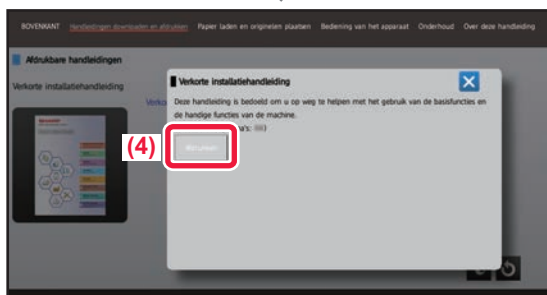 BOVENKANT Handleidingen downloaden en afdrukken Papier laden en originelen plaatsen Bediening van het apparaat Onderhoud Over deze handleiding
Afdrukbare handleidingen
Verkorte installatiehandleiding
Verko
Verkorte installatiehandleiding
Deze handleiding is bedoeld om u op weg te helpen met het gebruik van de basisfuncties en
de handige functies van de machine.
a's:
(4)
Afdrukken